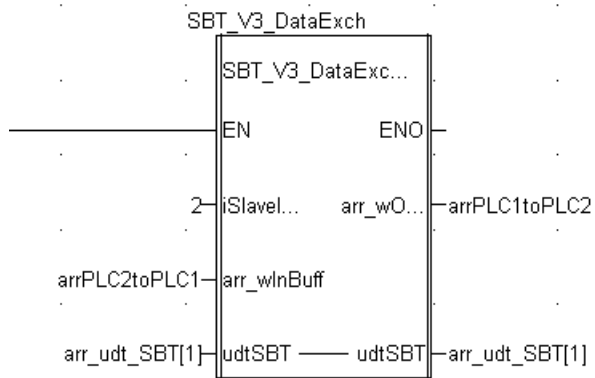 SBT_V3_DataExch
SBT_V3_DataExc...
EN ENO
2 iSlaveI... arr_wO... arrPLC1toPLC2
arrPLC2toPLC1 arr_wInBuff
arr_udt_SBT[1] udtSBT udtSBT arr_udt_SBT[1]